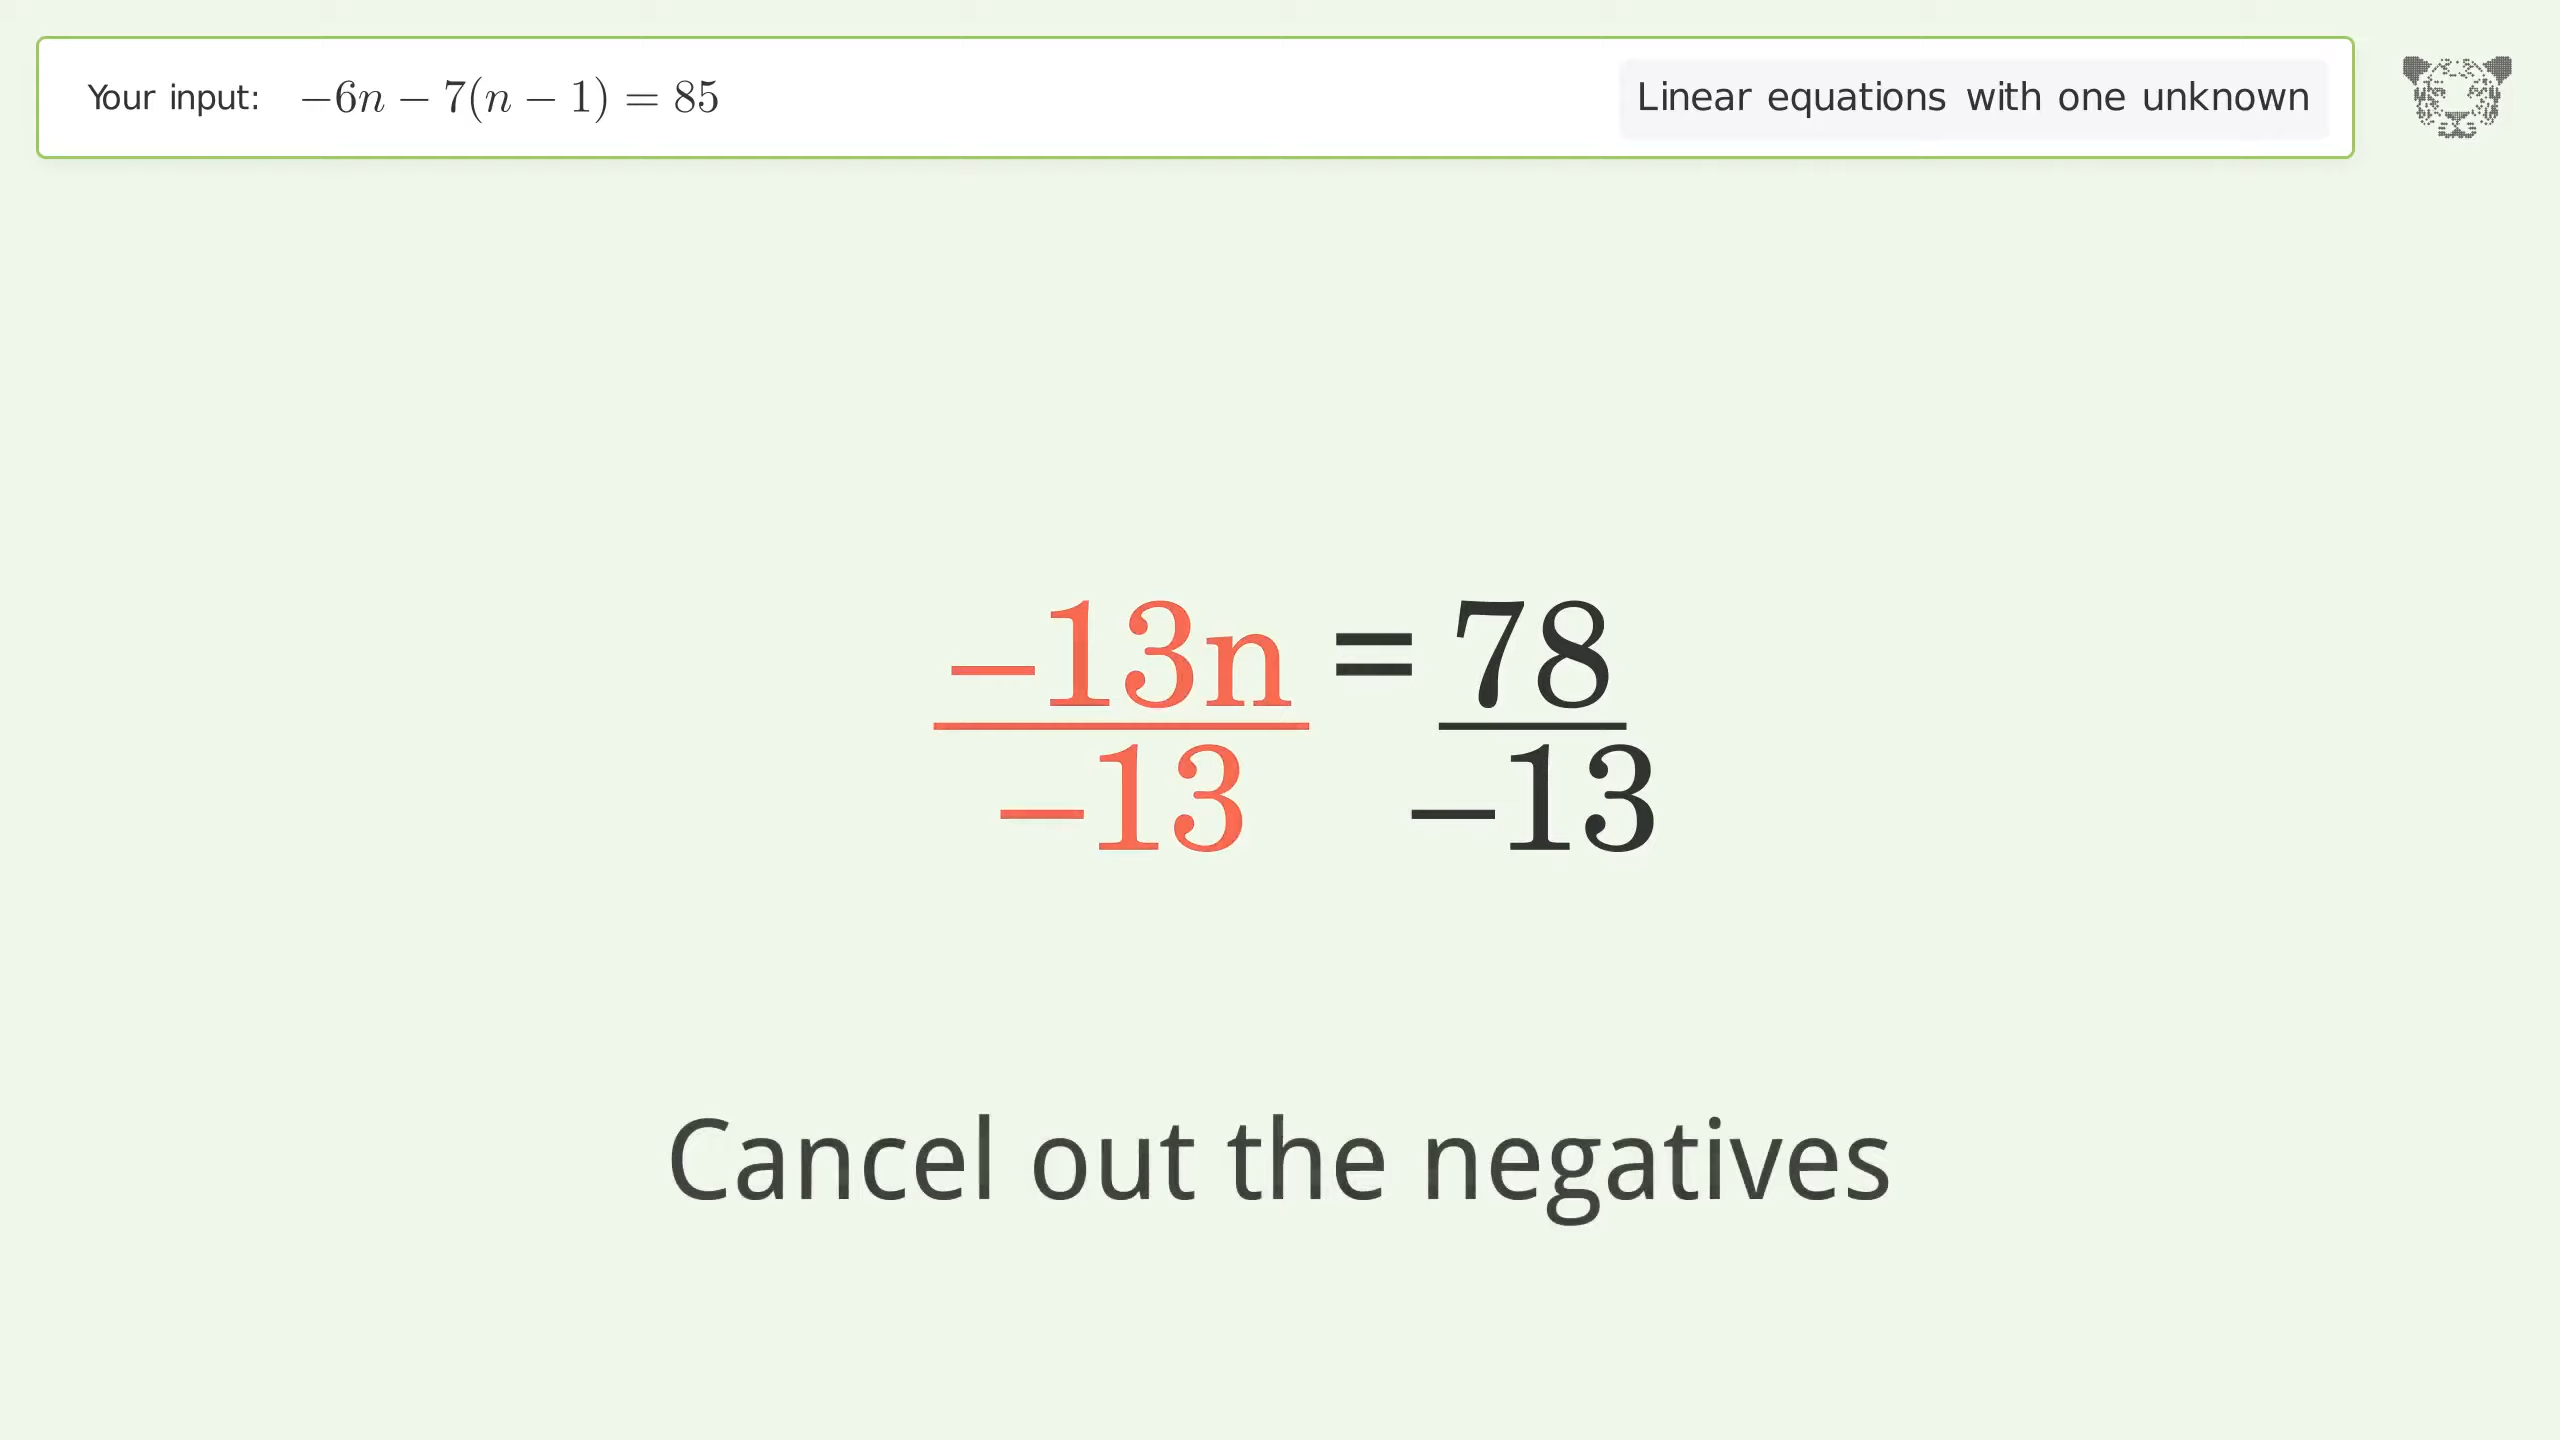 Your input: −6n − 7(n − 1) = 85
Linear equations with one unknown
−13n = 78
−13 −13
Cancel out the negatives